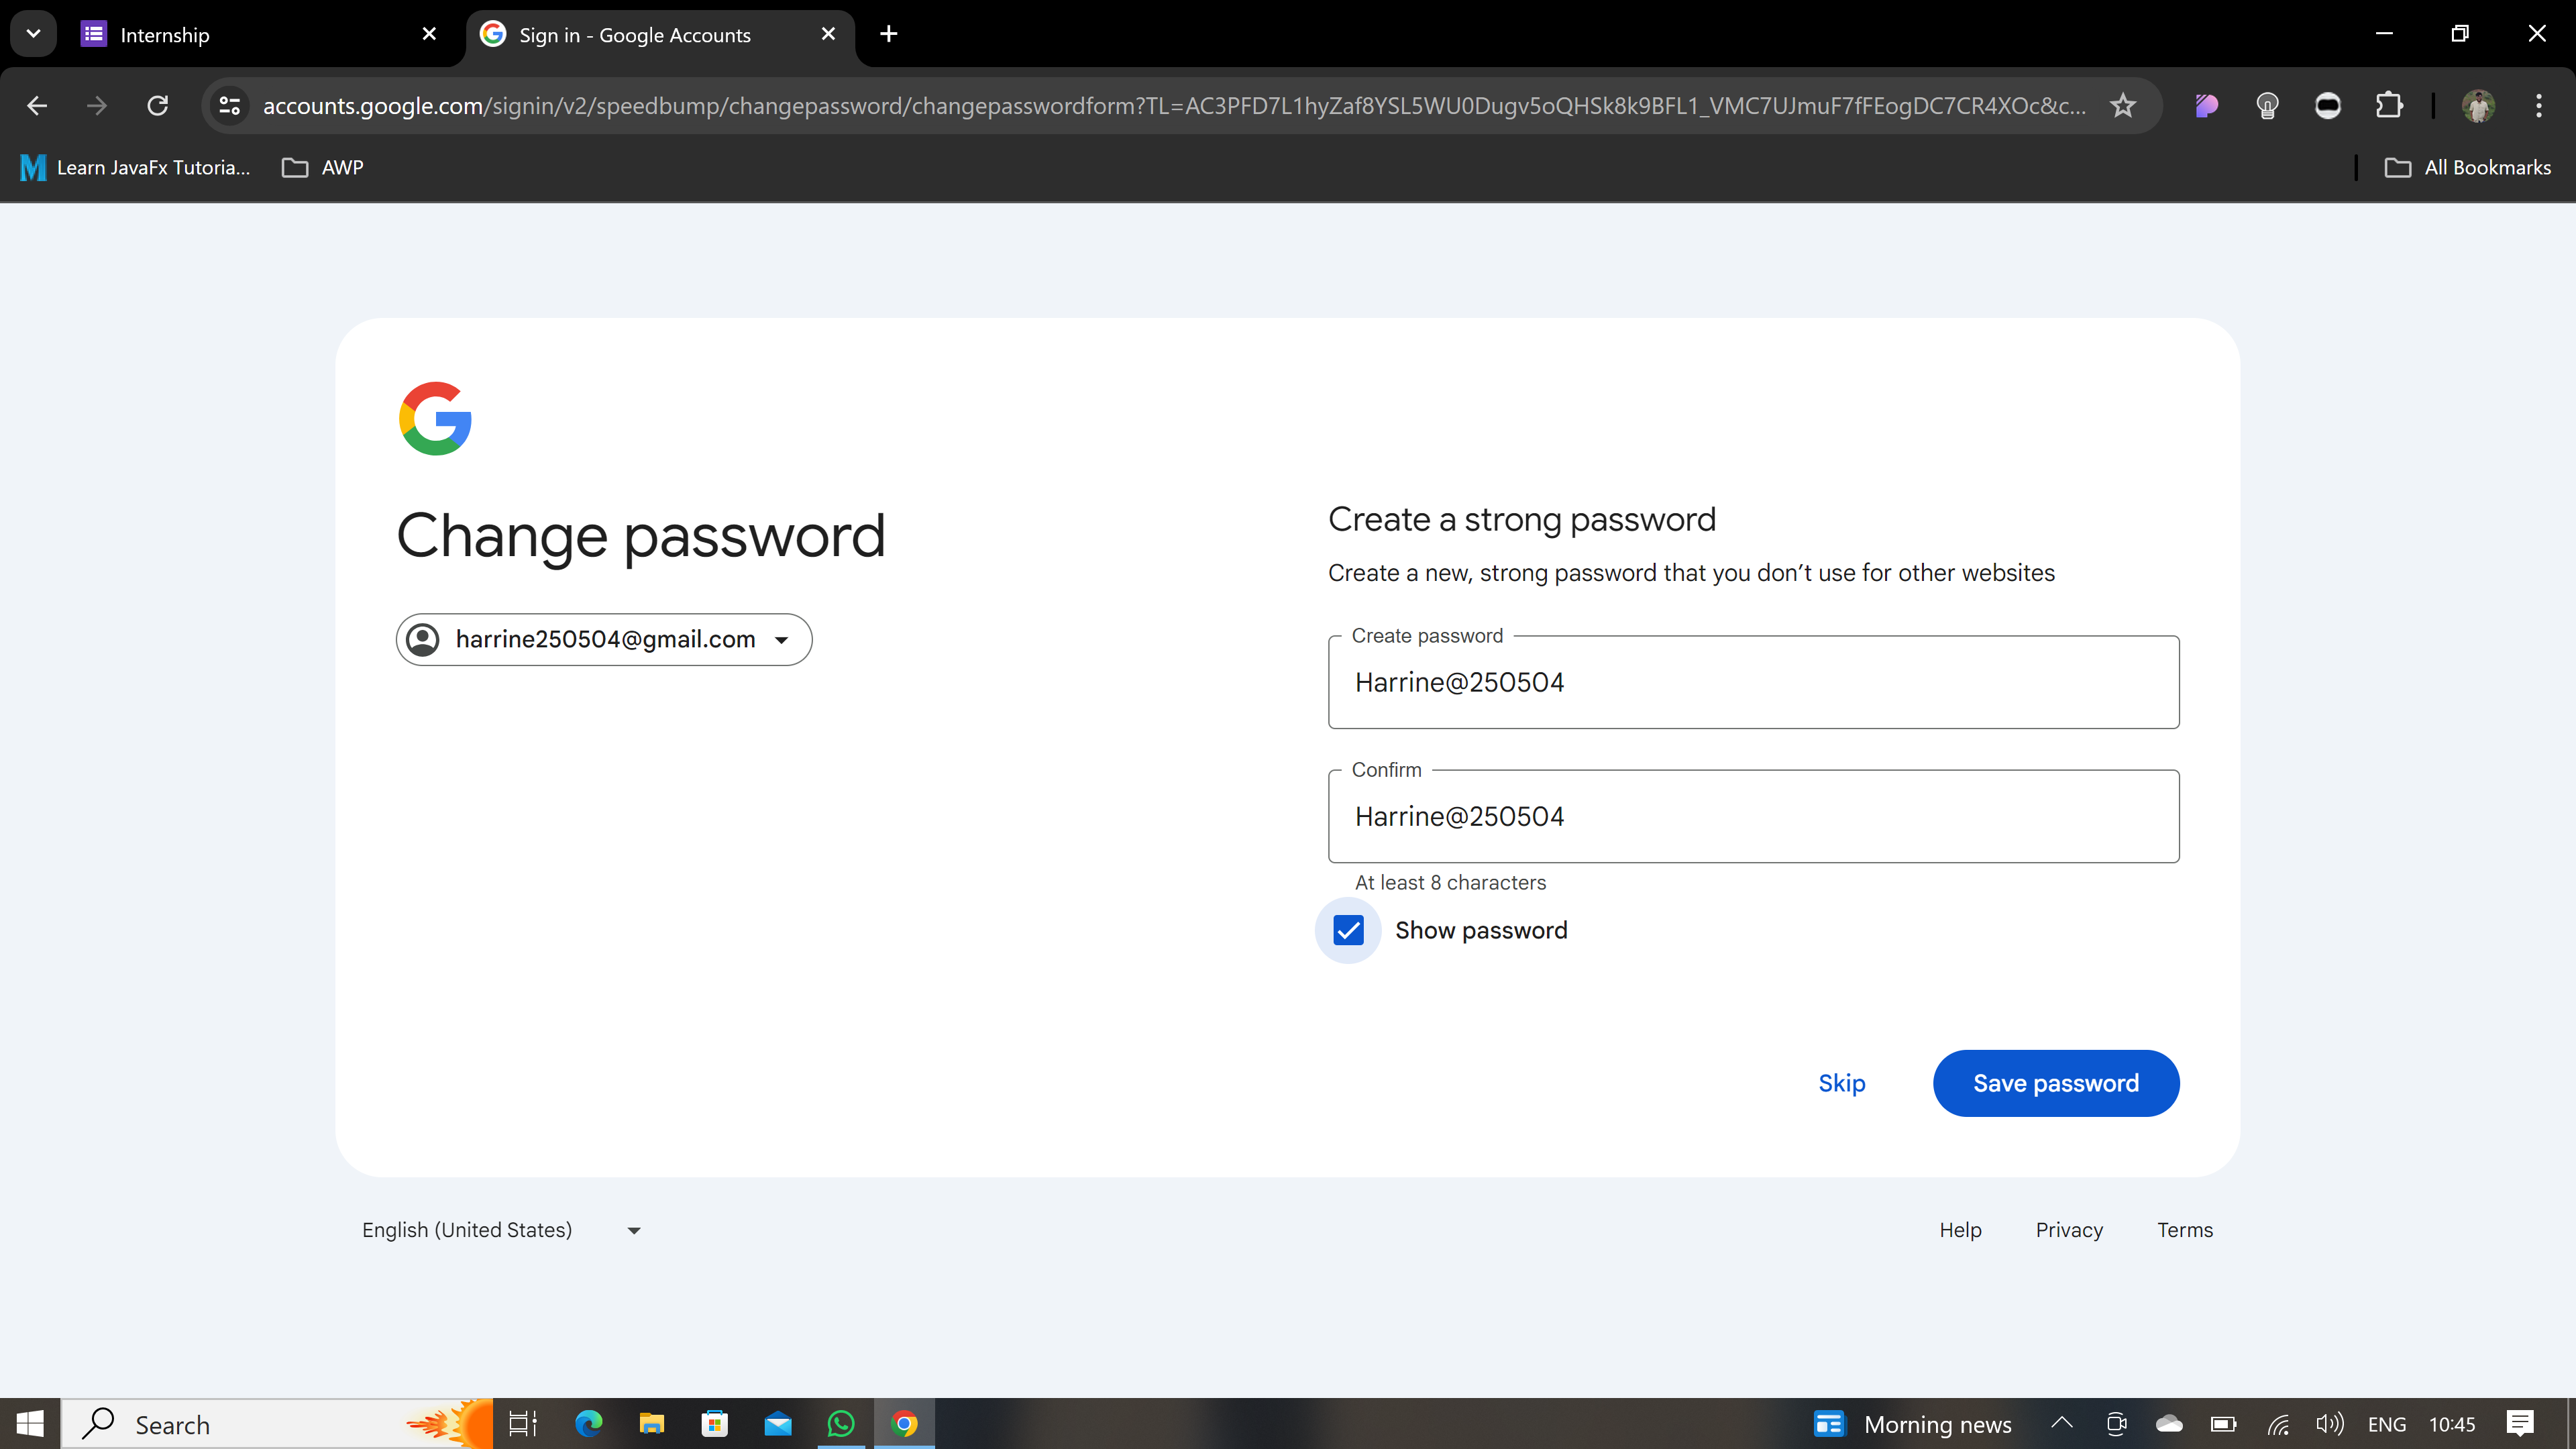 Internship
Sign in - Google Accounts
accounts.google.com/signin/v2/speedbump/changepassword/changepasswordform?TL=AC3PFD7L1hyZaf8YSL5WU0Dugv5oQHSk8k9BFL1_VMC7UJmuF7fFEogDC7CR4XOc&c...
Learn JavaFx Tutoria...
AWP
All Bookmarks
Change password
harrine250504@gmail.com
Create a strong password
Create a new, strong password that you don’t use for other websites
Create password
Harrine@250504
Confirm
Harrine@250504
At least 8 characters
Show password
Skip
Save password
English (United States)
Help
Privacy
Terms
Search
Morning news
ENG
10:45